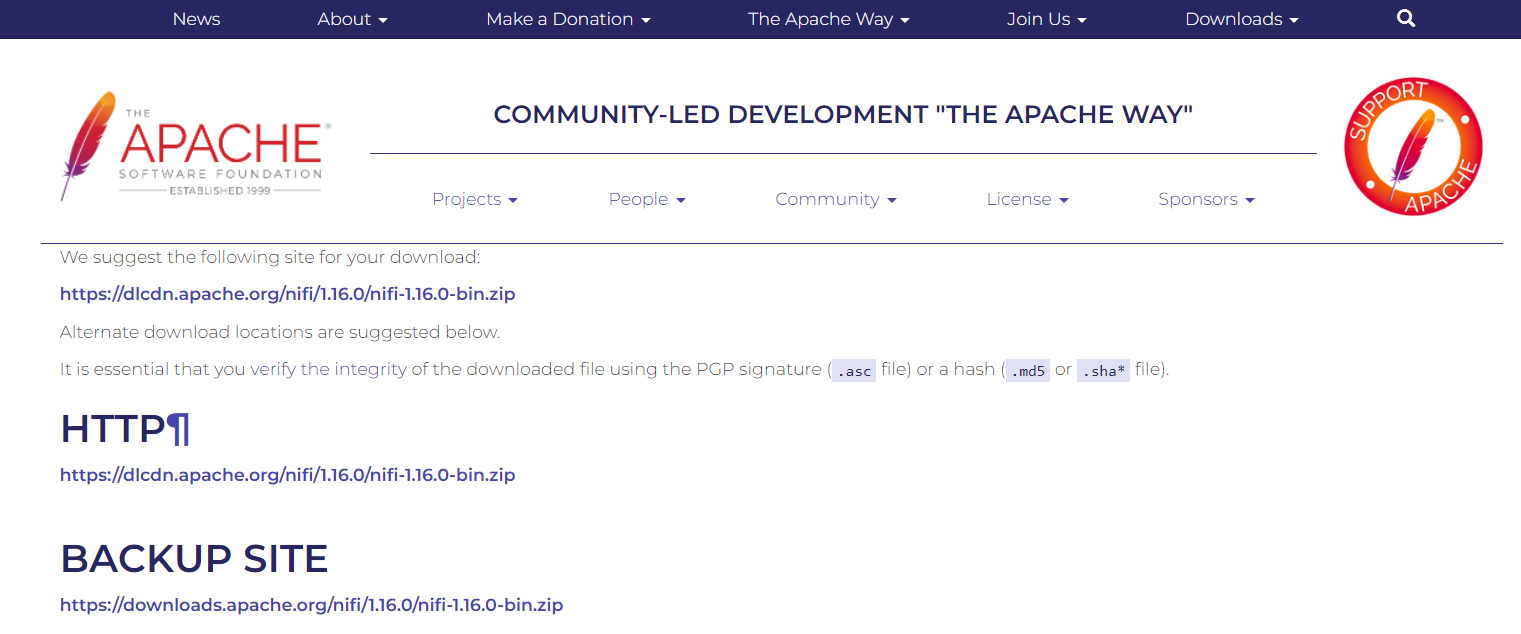 News About Make a Donation The Apache Way Join Us Downloads
THE
APACHE®
SOFTWARE FOUNDATION
ESTABLISHED 1999
COMMUNITY-LED DEVELOPMENT "THE APACHE WAY"
SUPPORT
APACHE
™
Projects People Community License Sponsors
We suggest the following site for your download:
https://dlcdn.apache.org/nifi/1.16.0/nifi-1.16.0-bin.zip
Alternate download locations are suggested below.
It is essential that you verify the integrity of the downloaded file using the PGP signature ( .asc file) or a hash ( .md5 or .sha* file).
HTTP¶
https://dlcdn.apache.org/nifi/1.16.0/nifi-1.16.0-bin.zip
BACKUP SITE
https://downloads.apache.org/nifi/1.16.0/nifi-1.16.0-bin.zip